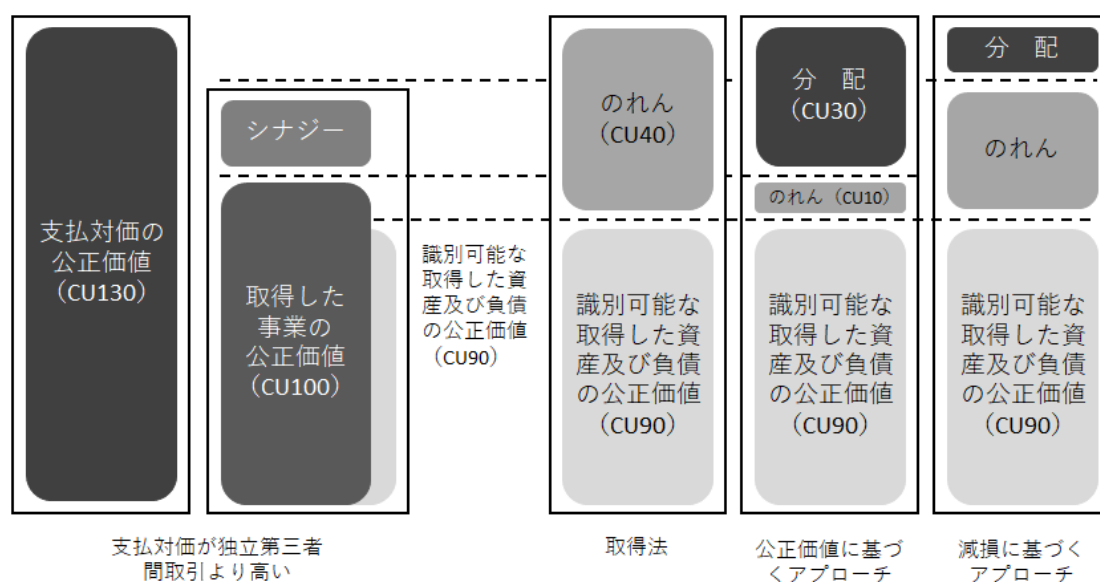 支払対価の
公正価値
（CU130）
シナジー
取得した
事業の
公正価値
（CU100）
識別可能な
取得した資
産及び負債
の公正価値
（CU90）
のれん
（CU40）
識別可能な
取得した資
産及び負債
の公正価値
（CU90）
分　配
（CU30）
のれん（CU10）
識別可能な
取得した資
産及び負債
の公正価値
（CU90）
分　配
のれん
識別可能な
取得した資
産及び負債
の公正価値
（CU90）
支払対価が独立第三者
間取引より高い
取得法
公正価値に基づ
くアプローチ
減損に基づく
アプローチ